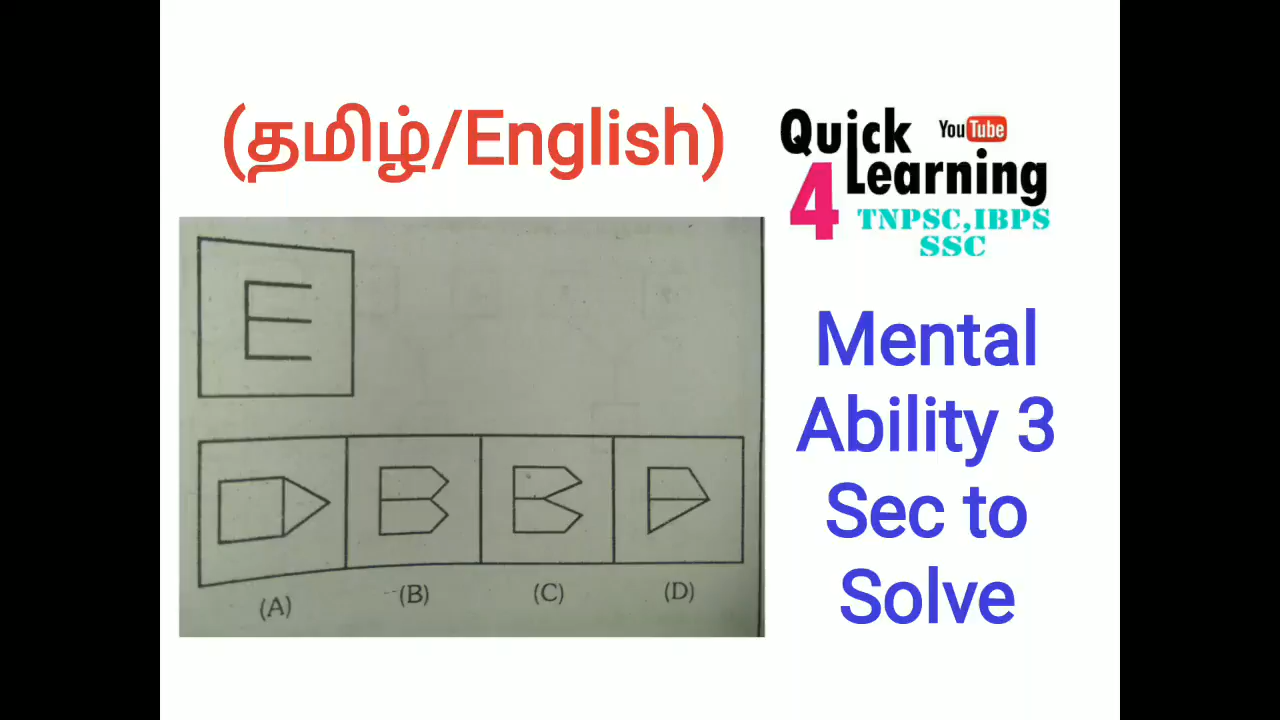 (தமிழ்/English)
Quick
YouTube
4 Learning
TNPSC,IBPS
SSC
E
Mental
Ability 3
Sec to
Solve
(A) (B) (C) (D)